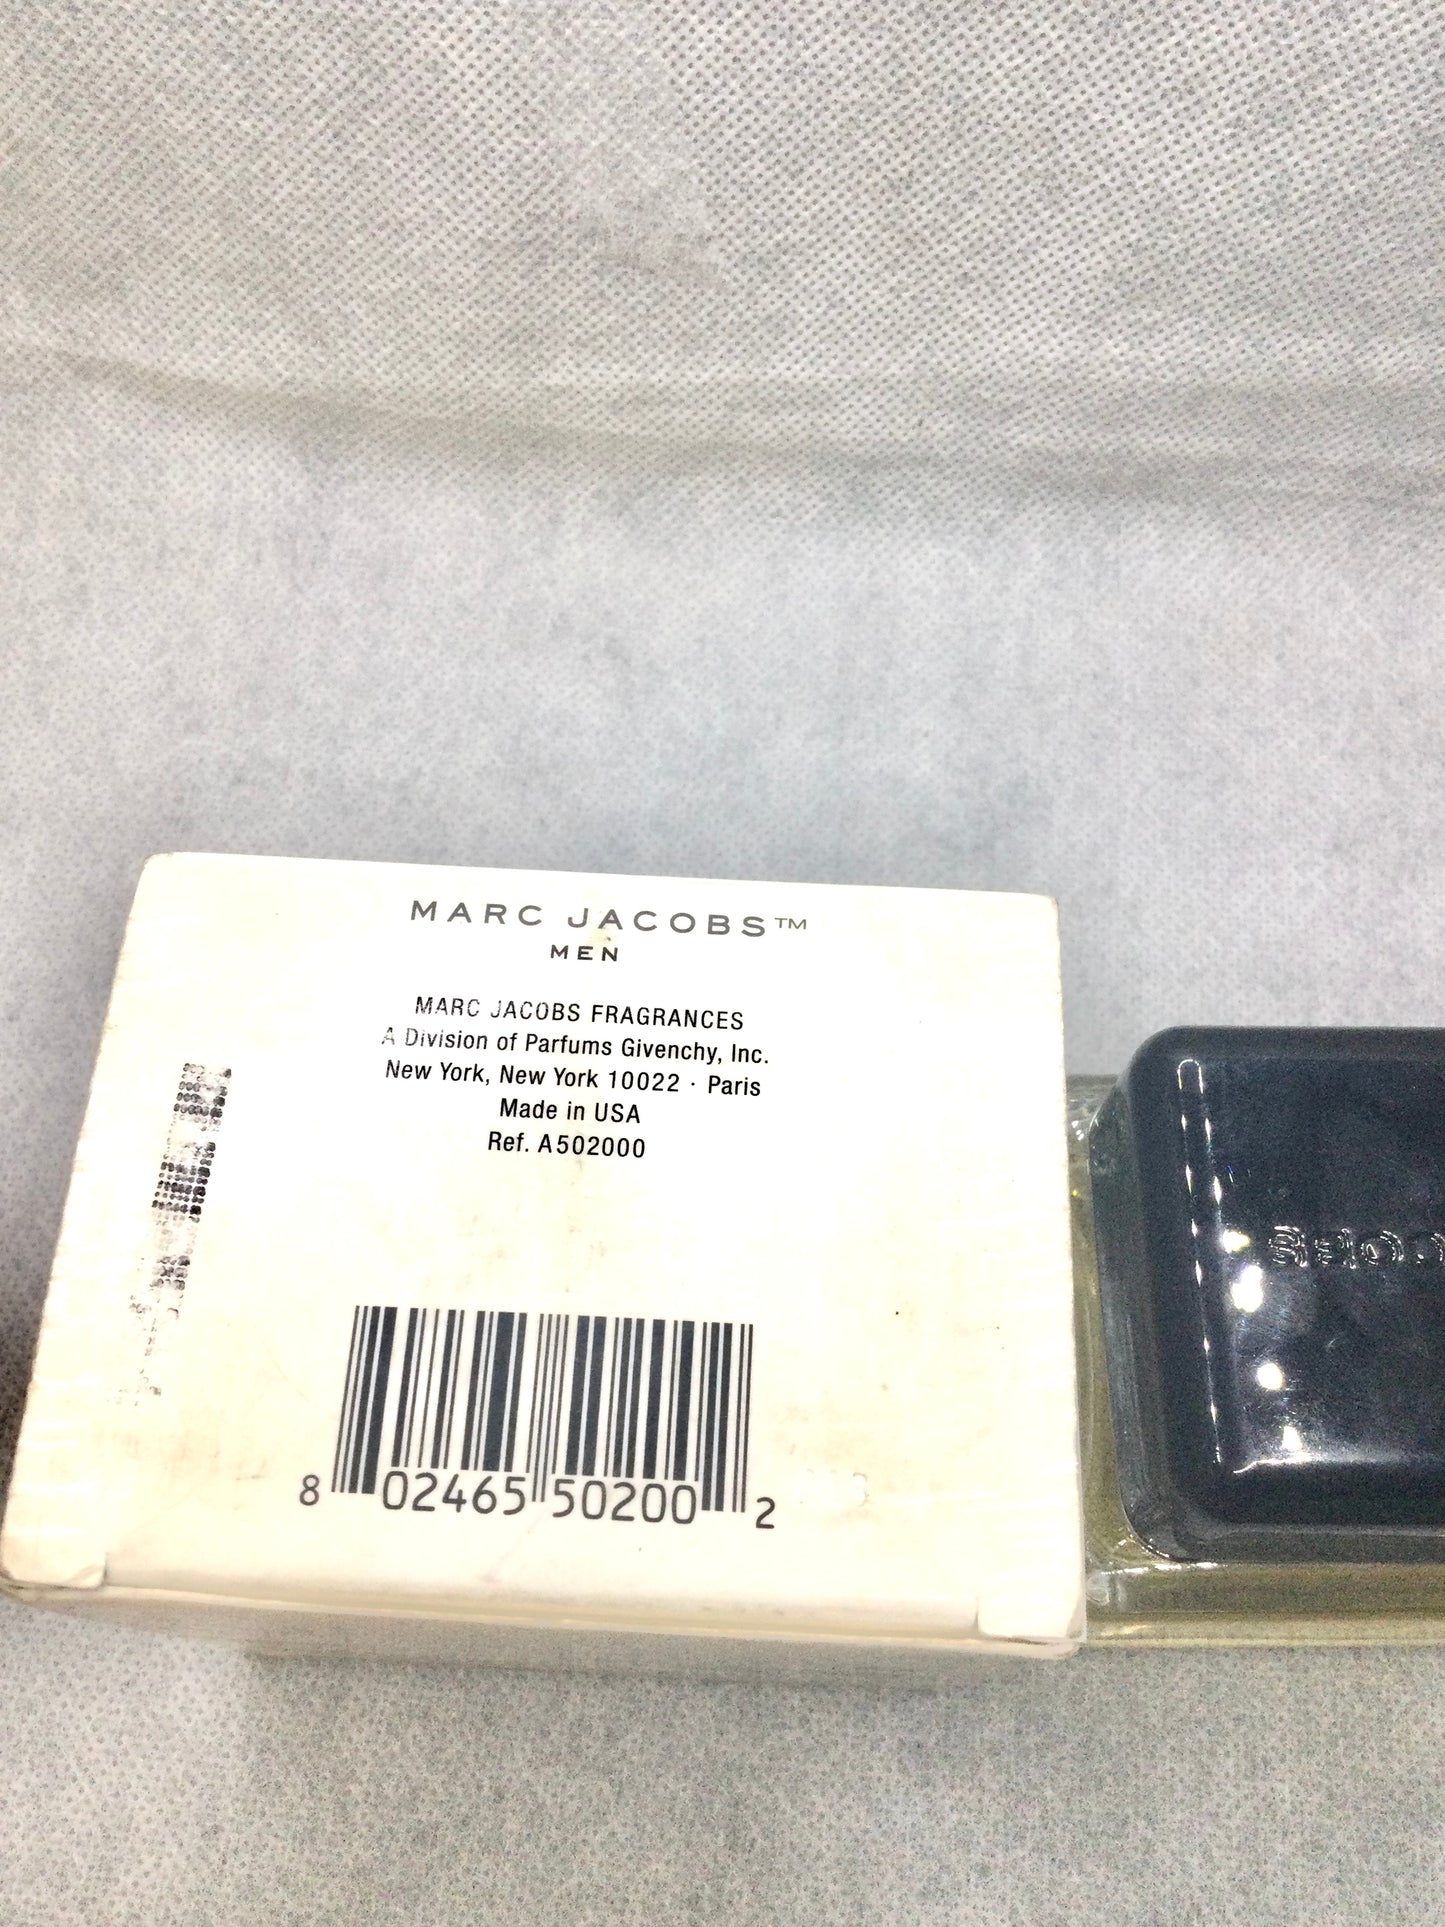 MARC JACOBS™
MEN
MARC JACOBS FRAGRANCES
A Division of Parfums Givenchy, Inc.
New York, New York 10022 · Paris
Made in USA
Ref. A502000
8 02465 50200 2